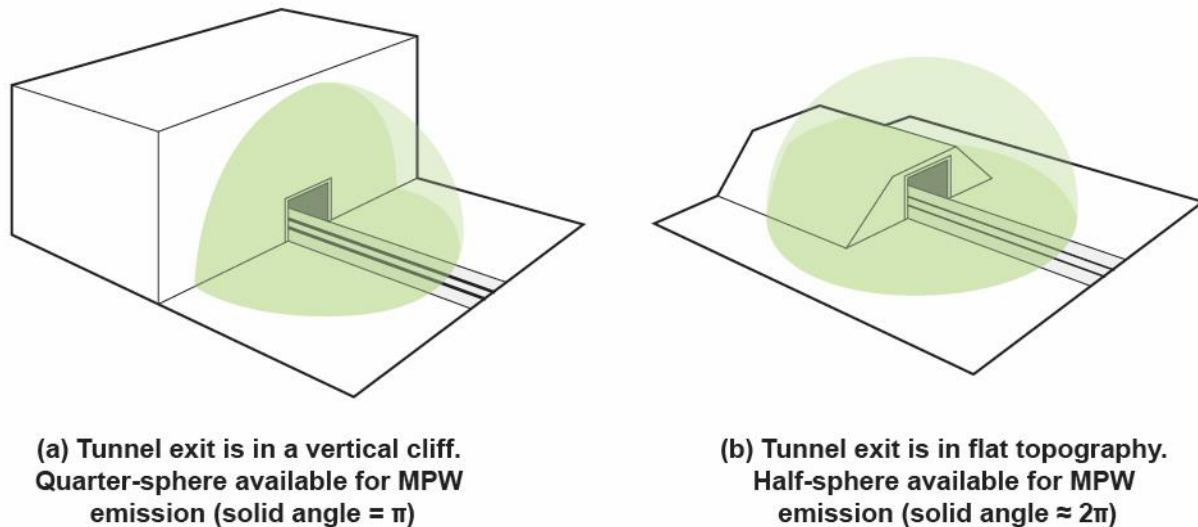 (a) Tunnel exit is in a vertical cliff.
Quarter-sphere available for MPW
emission (solid angle = π)
(b) Tunnel exit is in flat topography.
Half-sphere available for MPW
emission (solid angle ≈ 2π)